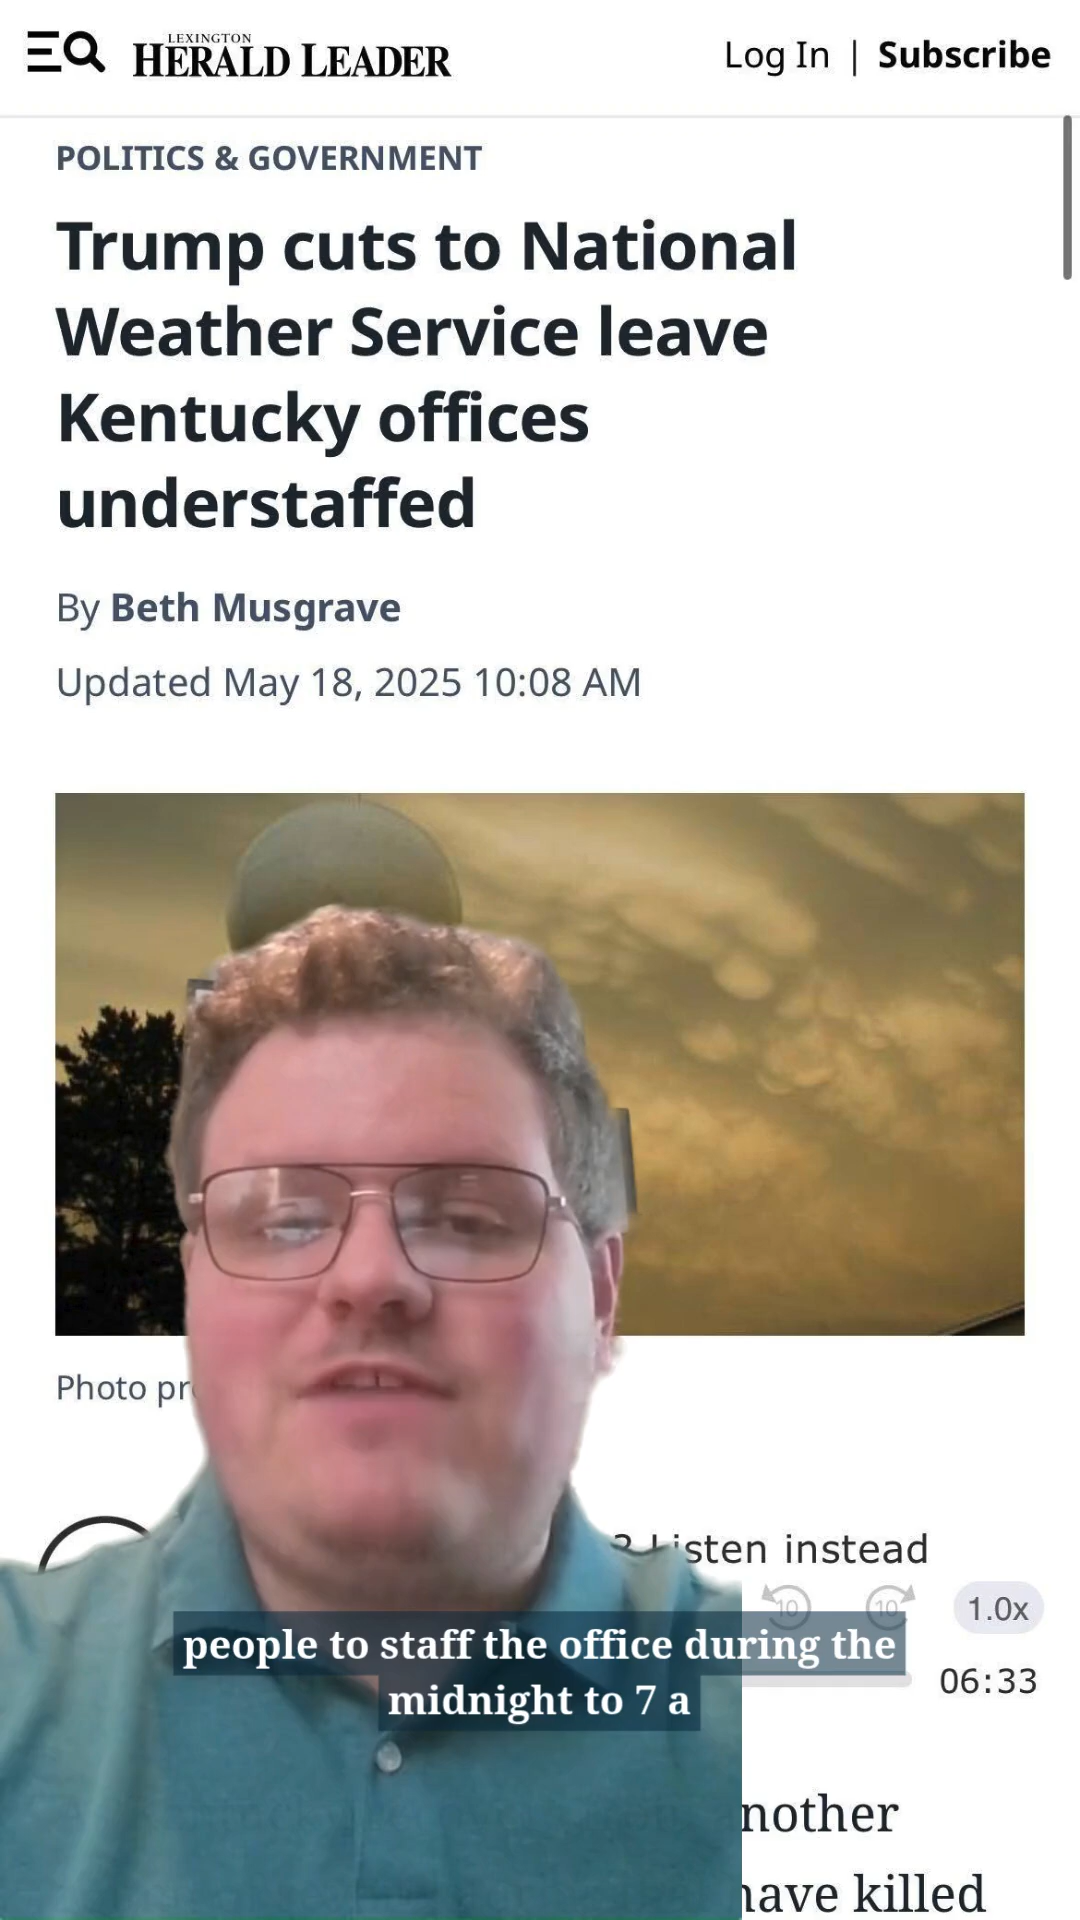 LEXINGTON
HERALD LEADER
Log In | Subscribe
POLITICS & GOVERNMENT
Trump cuts to National
Weather Service leave
Kentucky offices
understaffed
By Beth Musgrave
Updated May 18, 2025 10:08 AM
Photo
Listen instead
10 10 1.0x
people to staff the office during the
midnight to 7 a
06:33
have killed